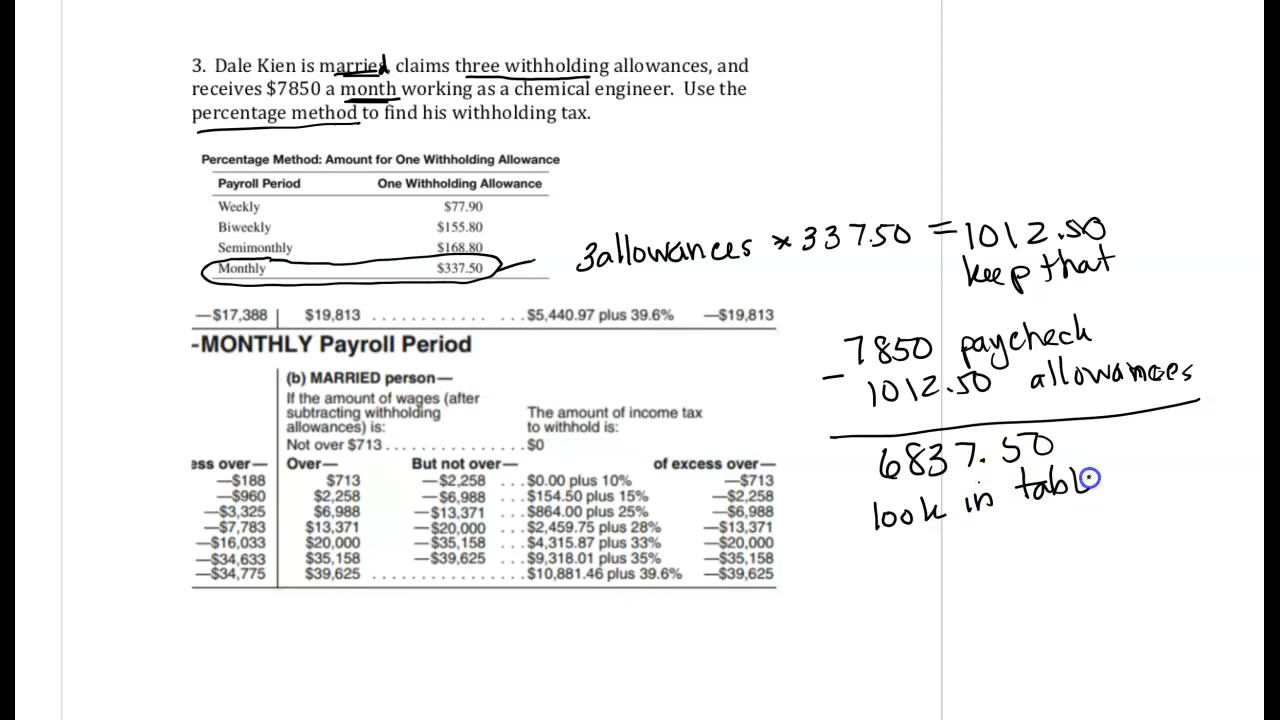 3. Dale Kien is married claims three withholding allowances, and
receives $7850 a month working as a chemical engineer. Use the
percentage method to find his withholding tax.
Percentage Method: Amount for One Withholding Allowance
Payroll Period One Withholding Allowance
Weekly $77.90
Biweekly $155.80
Semimonthly $168.80
Monthly $337.50
3 allowances × 337.50 = 1012.50
keep that
—$17,388 $19,813 . . . . . . . . . . . . . . . $5,440.97 plus 39.6% —$19,813
-MONTHLY Payroll Period
7850 paycheck
- 1012.50 allowances
6837.50
look in tabl
(b) MARRIED person—
If the amount of wages (after
subtracting withholding The amount of income tax
allowances) is: to withhold is:
Not over $713 . . . . . . . . . . . . . . . $0
ss over— Over— But not over— of excess over—
—$188 $713 —$2,258 . . . $0.00 plus 10% —$713
—$960 $2,258 —$6,988 . . . $154.50 plus 15% —$2,258
—$3,325 $6,988 —$13,371 . . . $864.00 plus 25% —$6,988
—$7,783 $13,371 —$20,000 . . . $2,459.75 plus 28% —$13,371
—$16,033 $20,000 —$35,158 . . . $4,315.87 plus 33% —$20,000
—$34,633 $35,158 —$39,625 . . . $9,318.01 plus 35% —$35,158
—$34,775 $39,625 . . . . . . . . . . . . . . . $10,881.46 plus 39.6% —$39,625